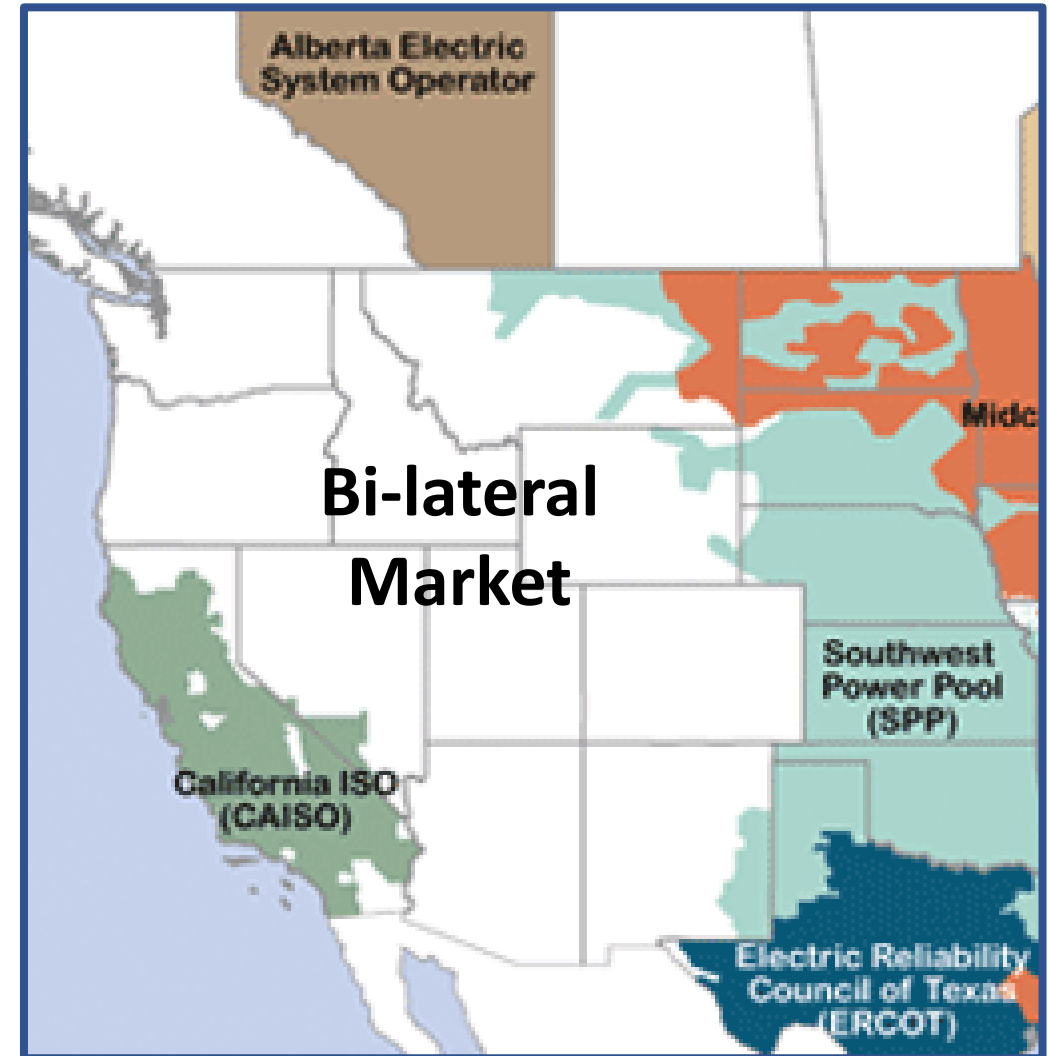 Alberta Electric
System Operator
Midc
Bi-lateral
Market
Southwest
Power Pool
(SPP)
California ISO
(CAISO)
Electric Reliability
Council of Texas
(ERCOT)